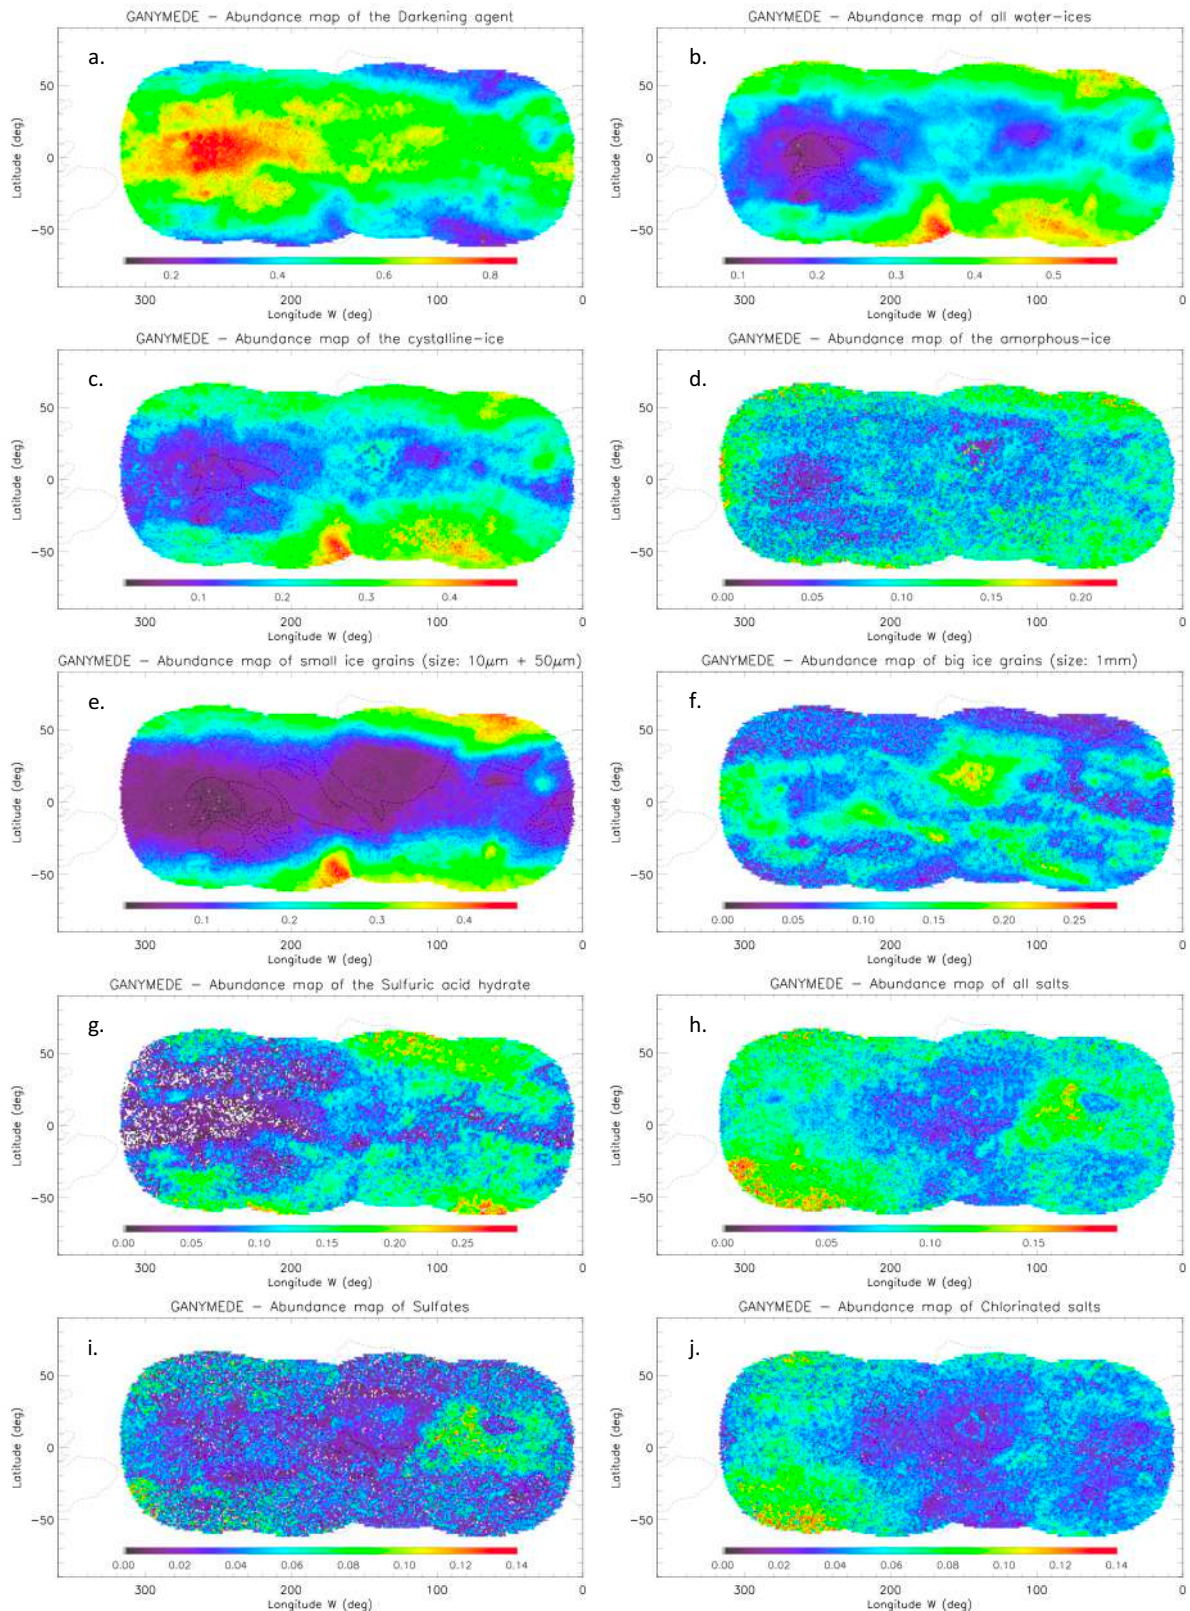 GANYMEDE – Abundance map of the Darkening agent
a.
Latitude (deg)
50
0
−50
0.2 0.4 0.6 0.8
300 200 100 0
Longitude W (deg)
GANYMEDE – Abundance map of all water–ices
b.
Latitude (deg)
50
0
−50
0.1 0.2 0.3 0.4 0.5
300 200 100 0
Longitude W (deg)
GANYMEDE – Abundance map of the cystalline–ice
c.
Latitude (deg)
50
0
−50
0.1 0.2 0.3 0.4
300 200 100 0
Longitude W (deg)
GANYMEDE – Abundance map of the amorphous–ice
d.
Latitude (deg)
50
0
−50
0.00 0.05 0.10 0.15 0.20
300 200 100 0
Longitude W (deg)
GANYMEDE – Abundance map of small ice grains (size: 10μm + 50μm)
e.
Latitude (deg)
50
0
−50
0.1 0.2 0.3 0.4
300 200 100 0
Longitude W (deg)
GANYMEDE – Abundance map of big ice grains (size: 1mm)
f.
Latitude (deg)
50
0
−50
0.00 0.05 0.10 0.15 0.20 0.25
300 200 100 0
Longitude W (deg)
GANYMEDE – Abundance map of the Sulfuric acid hydrate
g.
Latitude (deg)
50
0
−50
0.00 0.05 0.10 0.15 0.20 0.25
300 200 100 0
Longitude W (deg)
GANYMEDE – Abundance map of all salts
h.
Latitude (deg)
50
0
−50
0.05 0.10 0.15
300 200 100 0
Longitude W (deg)
GANYMEDE – Abundance map of Sulfates
i.
Latitude (deg)
50
0
−50
0.00 0.02 0.04 0.06 0.08 0.10 0.12 0.14
300 200 100 0
Longitude W (deg)
GANYMEDE – Abundance map of Chlorinated salts
j.
Latitude (deg)
50
0
−50
0.00 0.02 0.04 0.06 0.08 0.10 0.12 0.14
300 200 100 0
Longitude W (deg)